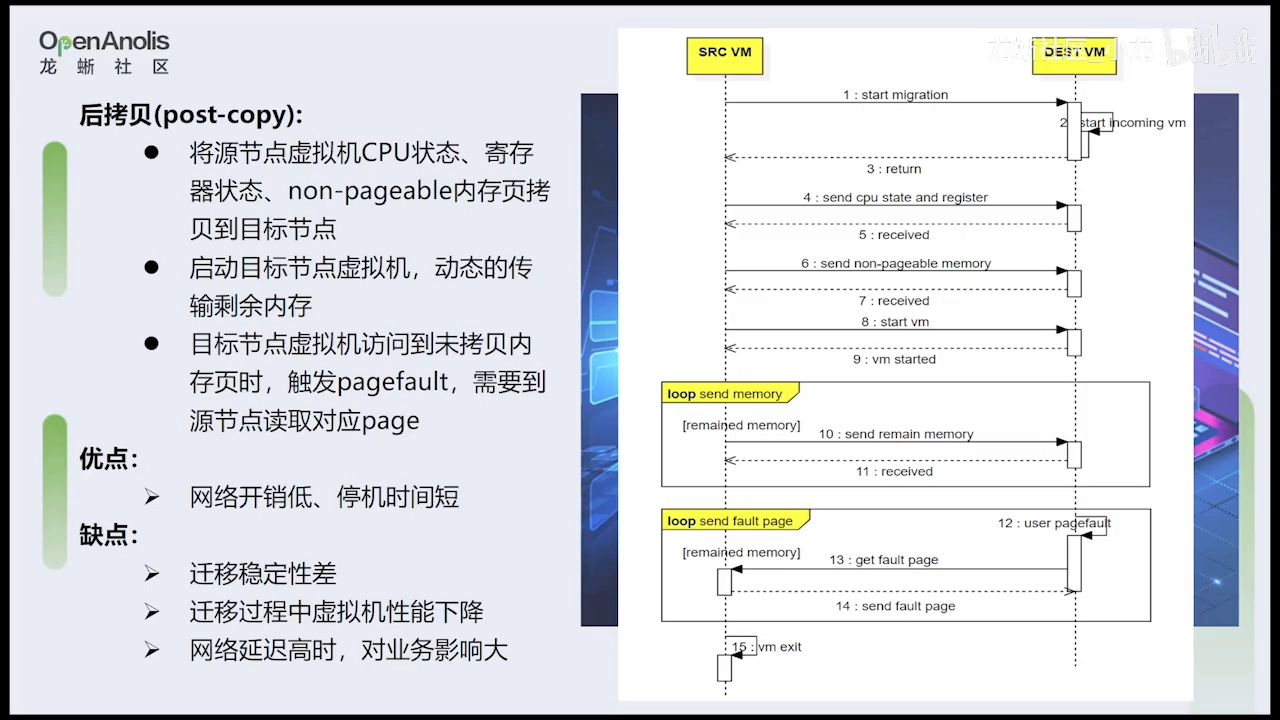 OpenAnolis
龙蜥社区
后拷贝(post-copy):
将源节点虚拟机CPU状态、寄存
器状态、non-pageable内存页拷
贝到目标节点
启动目标节点虚拟机，动态的传
输剩余内存
目标节点虚拟机访问到未拷贝内
存页时，触发pagefault，需要到
源节点读取对应page
优点：
网络开销低、停机时间短
缺点：
迁移稳定性差
迁移过程中虚拟机性能下降
网络延迟高时，对业务影响大
SRC VM
DEST VM
龙蜥社区_小龙 bilibili
1 : start migration
2 : start incoming vm
3 : return
4 : send cpu state and register
5 : received
6 : send non-pageable memory
7 : received
8 : start vm
9 : vm started
loop send memory
[remained memory]
10 : send remain memory
11 : received
loop send fault page
12 : user pagefault
[remained memory]
13 : get fault page
14 : send fault page
15 : vm exit